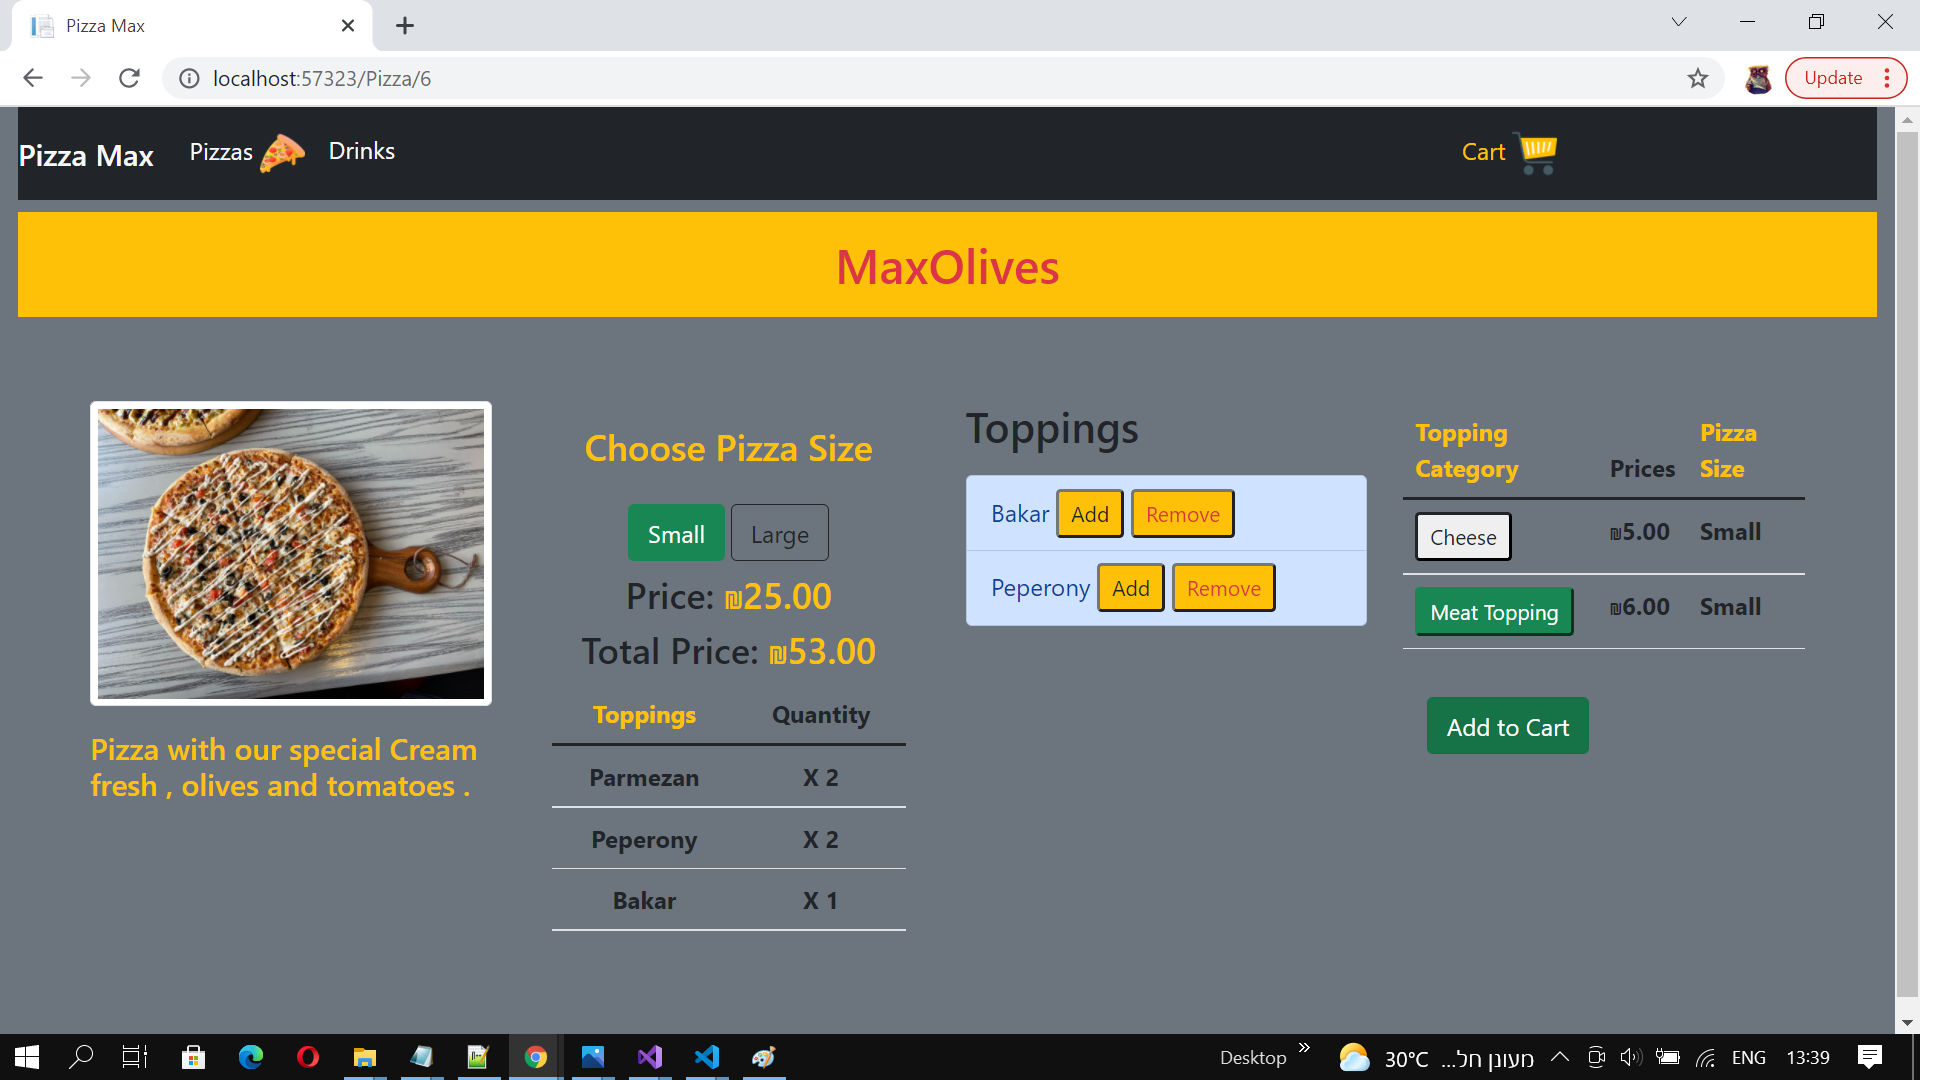 Pizza Max
localhost:57323/Pizza/6
Update
Pizza Max
Pizzas
Drinks
Cart
MaxOlives
Pizza with our special Cream
fresh , olives and tomatoes .
Choose Pizza Size
Small
Large
Price: ₪25.00
Total Price: ₪53.00
Toppings Quantity
Parmezan X 2
Peperony X 2
Bakar X 1
Toppings
Bakar Add Remove
Peperony Add Remove
Topping Pizza
Category Prices Size
Cheese ₪5.00 Small
Meat Topping ₪6.00 Small
Add to Cart
Desktop
30°C מעונן חל...
ENG
13:39